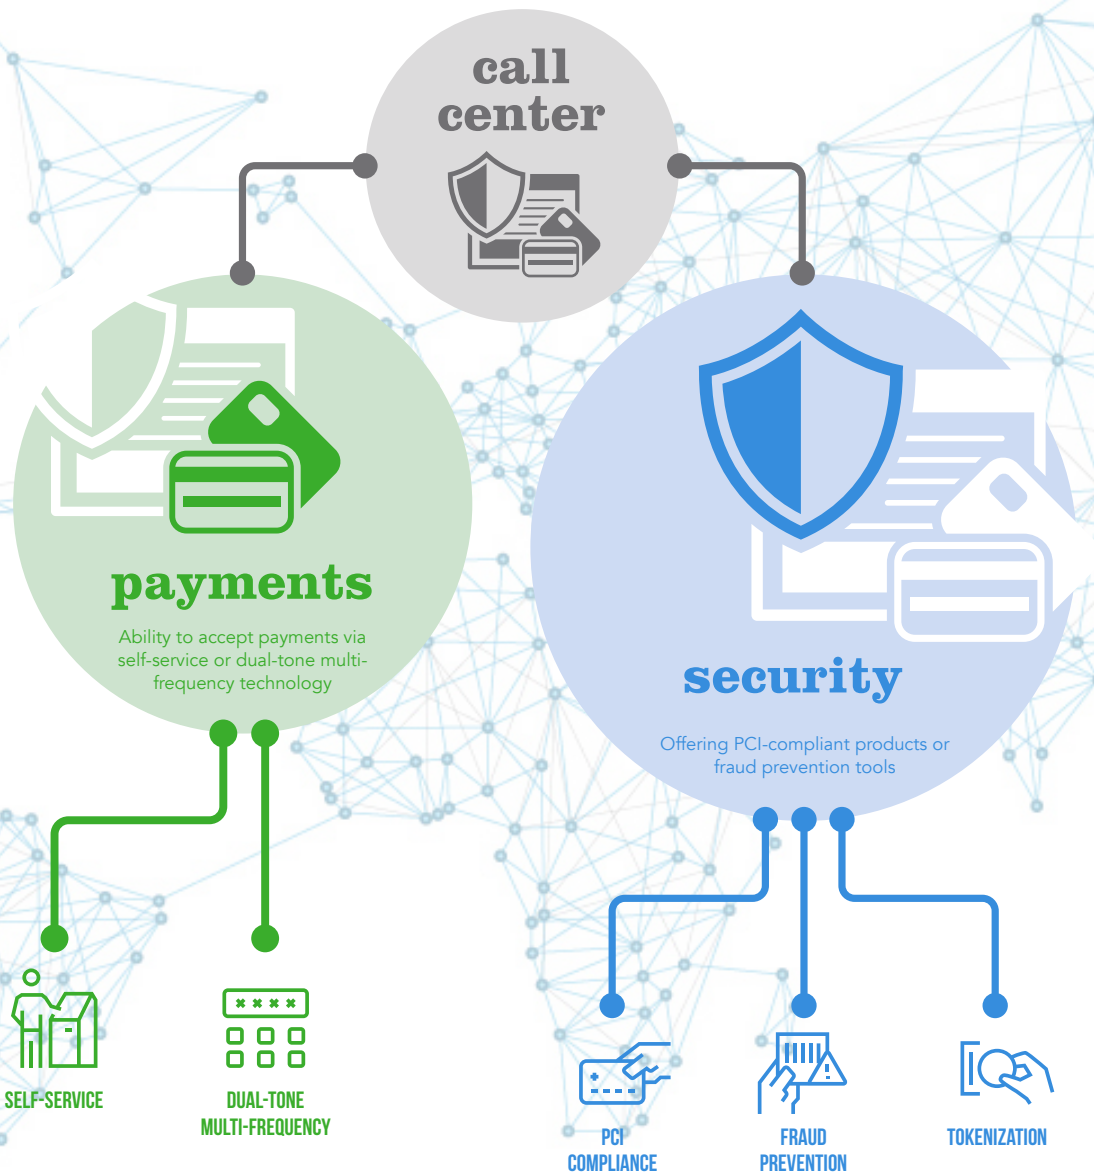 call
center
payments
Ability to accept payments via
self-service or dual-tone multi-
frequency technology
security
Offering PCI-compliant products or
fraud prevention tools
SELF-SERVICE
DUAL-TONE
MULTI-FREQUENCY
PCI
COMPLIANCE
FRAUD
PREVENTION
TOKENIZATION